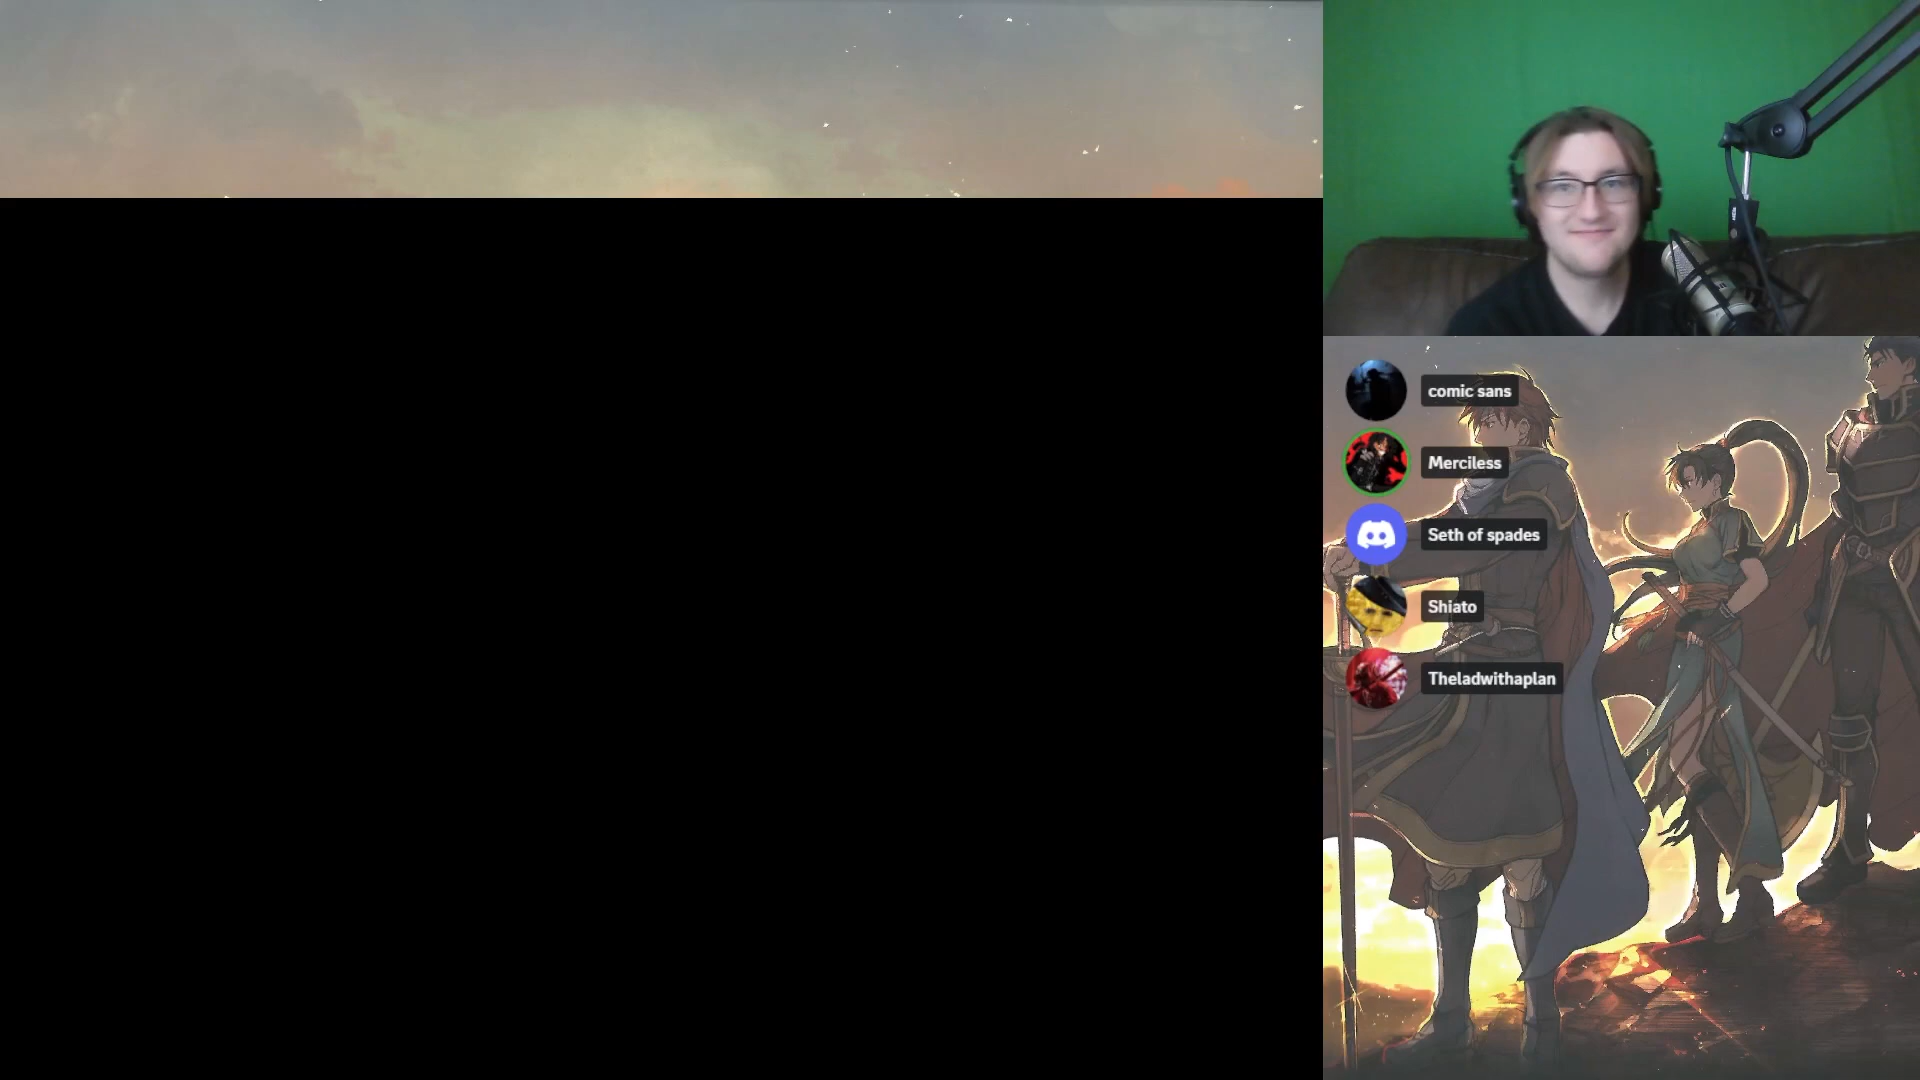 comic sans
Merciless
Seth of spades
Shiato
Theladwithaplan